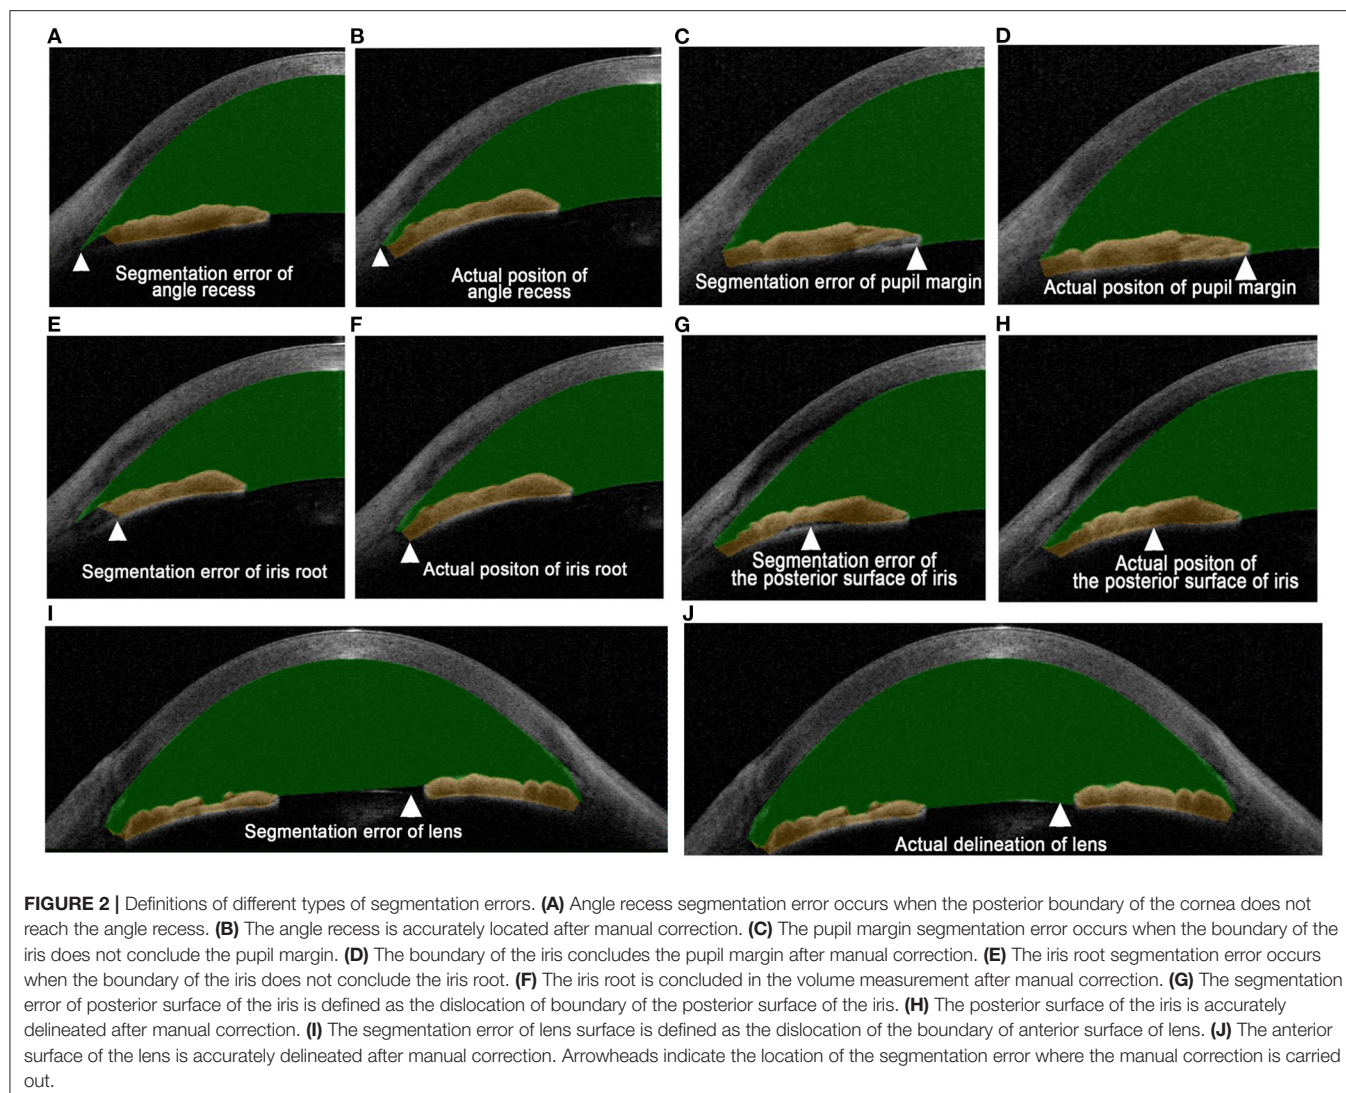 A
B
C
D
Segmentation error of
angle recess
Actual positon of
angle recess
Segmentation error of pupil margin
Actual positon of pupil margin
E
F
G
H
Segmentation error of iris root
Actual positon of iris root
Segmentation error of
the posterior surface of iris
Actual positon of
the posterior surface of iris
I
J
Segmentation error of lens
Actual delineation of lens
FIGURE 2 | Definitions of different types of segmentation errors. (A) Angle recess segmentation error occurs when the posterior boundary of the cornea does not
reach the angle recess. (B) The angle recess is accurately located after manual correction. (C) The pupil margin segmentation error occurs when the boundary of the
iris does not conclude the pupil margin. (D) The boundary of the iris concludes the pupil margin after manual correction. (E) The iris root segmentation error occurs
when the boundary of the iris does not conclude the iris root. (F) The iris root is concluded in the volume measurement after manual correction. (G) The segmentation
error of posterior surface of the iris is defined as the dislocation of boundary of the posterior surface of the iris. (H) The posterior surface of the iris is accurately
delineated after manual correction. (I) The segmentation error of lens surface is defined as the dislocation of the boundary of anterior surface of lens. (J) The anterior
surface of the lens is accurately delineated after manual correction. Arrowheads indicate the location of the segmentation error where the manual correction is carried
out.